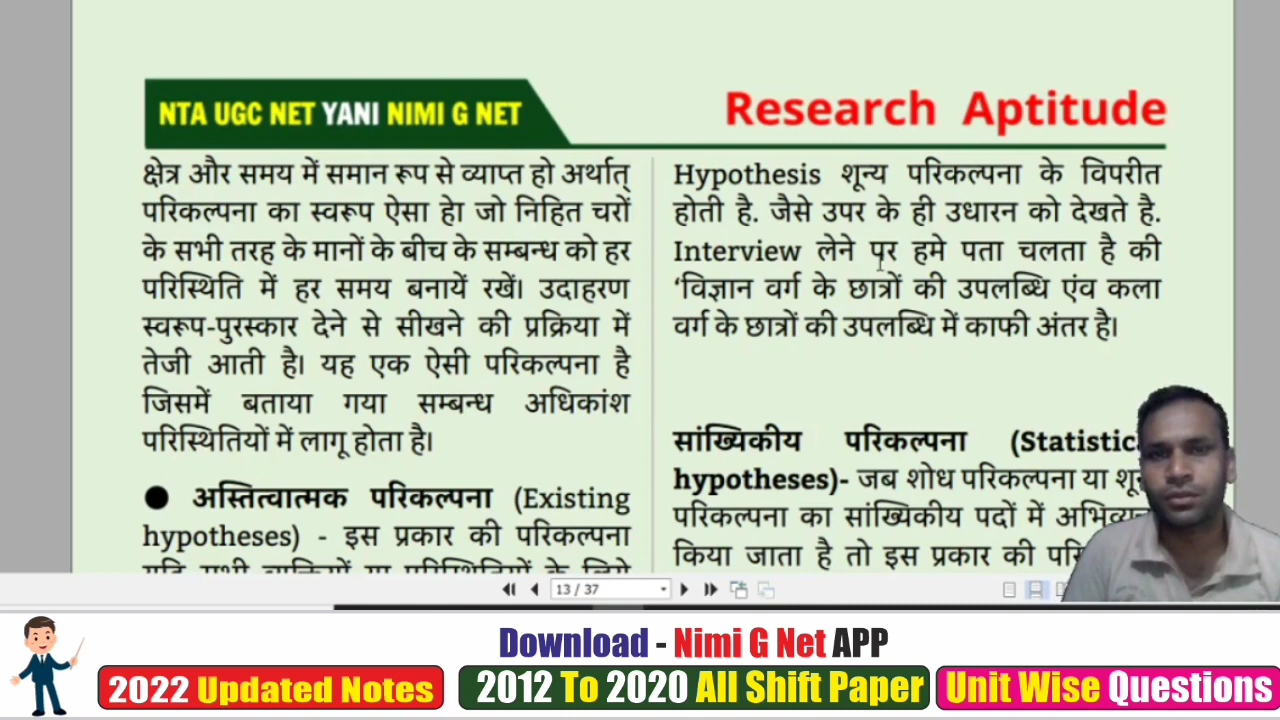 NTA UGC NET YANI NIMI G NET
Research Aptitude
क्षेत्र और समय में समान रूप से व्याप्त हो अर्थात्
परिकल्पना का स्वरूप ऐसा हेा जो निहित चरों
के सभी तरह के मानों के बीच के सम्बन्ध को हर
परिस्थिति में हर समय बनायें रखें। उदाहरण
स्वरूप-पुरस्कार देने से सीखने की प्रक्रिया में
तेजी आती है। यह एक ऐसी परिकल्पना है
जिसमें बताया गया सम्बन्ध अधिकांश
परिस्थितियों में लागू होता है।
● अस्तित्वात्मक परिकल्पना (Existing
hypotheses) - इस प्रकार की परिकल्पना
Hypothesis शून्य परिकल्पना के विपरीत
होती है. जैसे उपर के ही उधारन को देखते है.
Interview लेने पर हमे पता चलता है की
‘विज्ञान वर्ग के छात्रों की उपलब्धि एंव कला
वर्ग के छात्रों की उपलब्धि में काफी अंतर है।
सांख्यिकीय परिकल्पना
hypotheses)- जब शोध परिकल्पना या
परिकल्पना का सांख्यिकीय पदों में
किया जाता है तो इस प्रकार की
13 / 37
Download - Nimi G Net APP
2022 Updated Notes
2012 To 2020 All Shift Paper
Unit Wise Questions